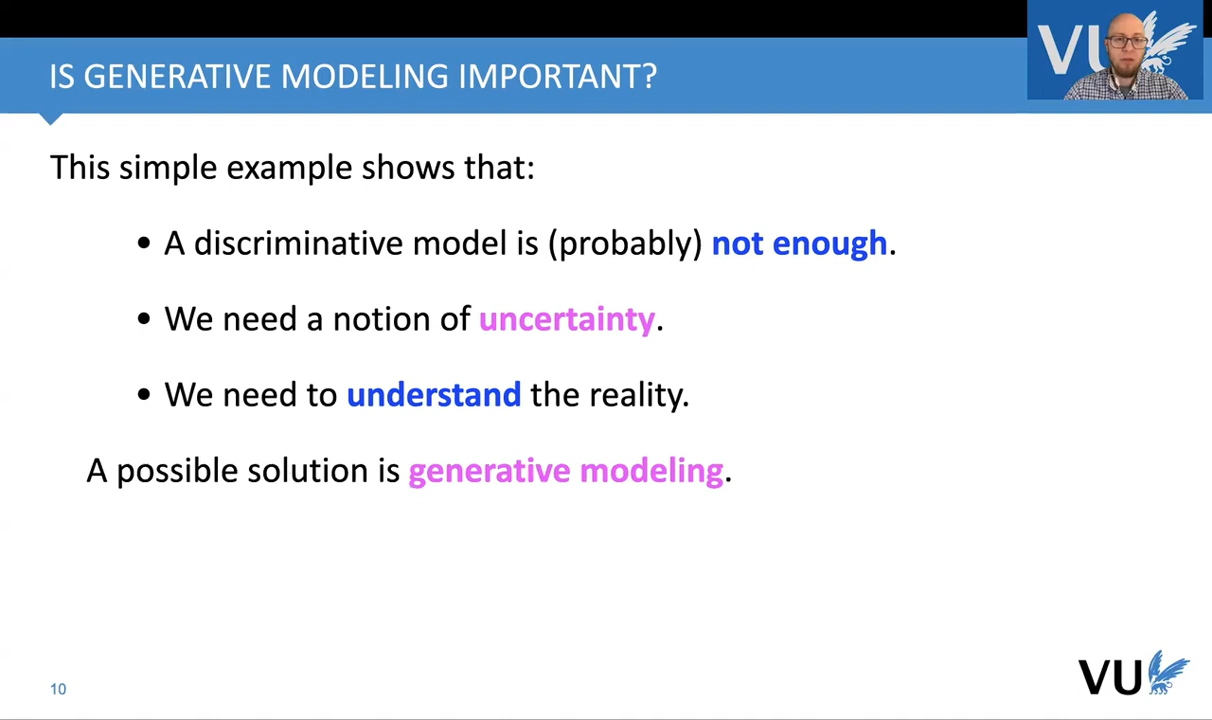 VU
IS GENERATIVE MODELING IMPORTANT?
This simple example shows that:
• A discriminative model is (probably) not enough.
• We need a notion of uncertainty.
• We need to understand the reality.
A possible solution is generative modeling.
10
VU